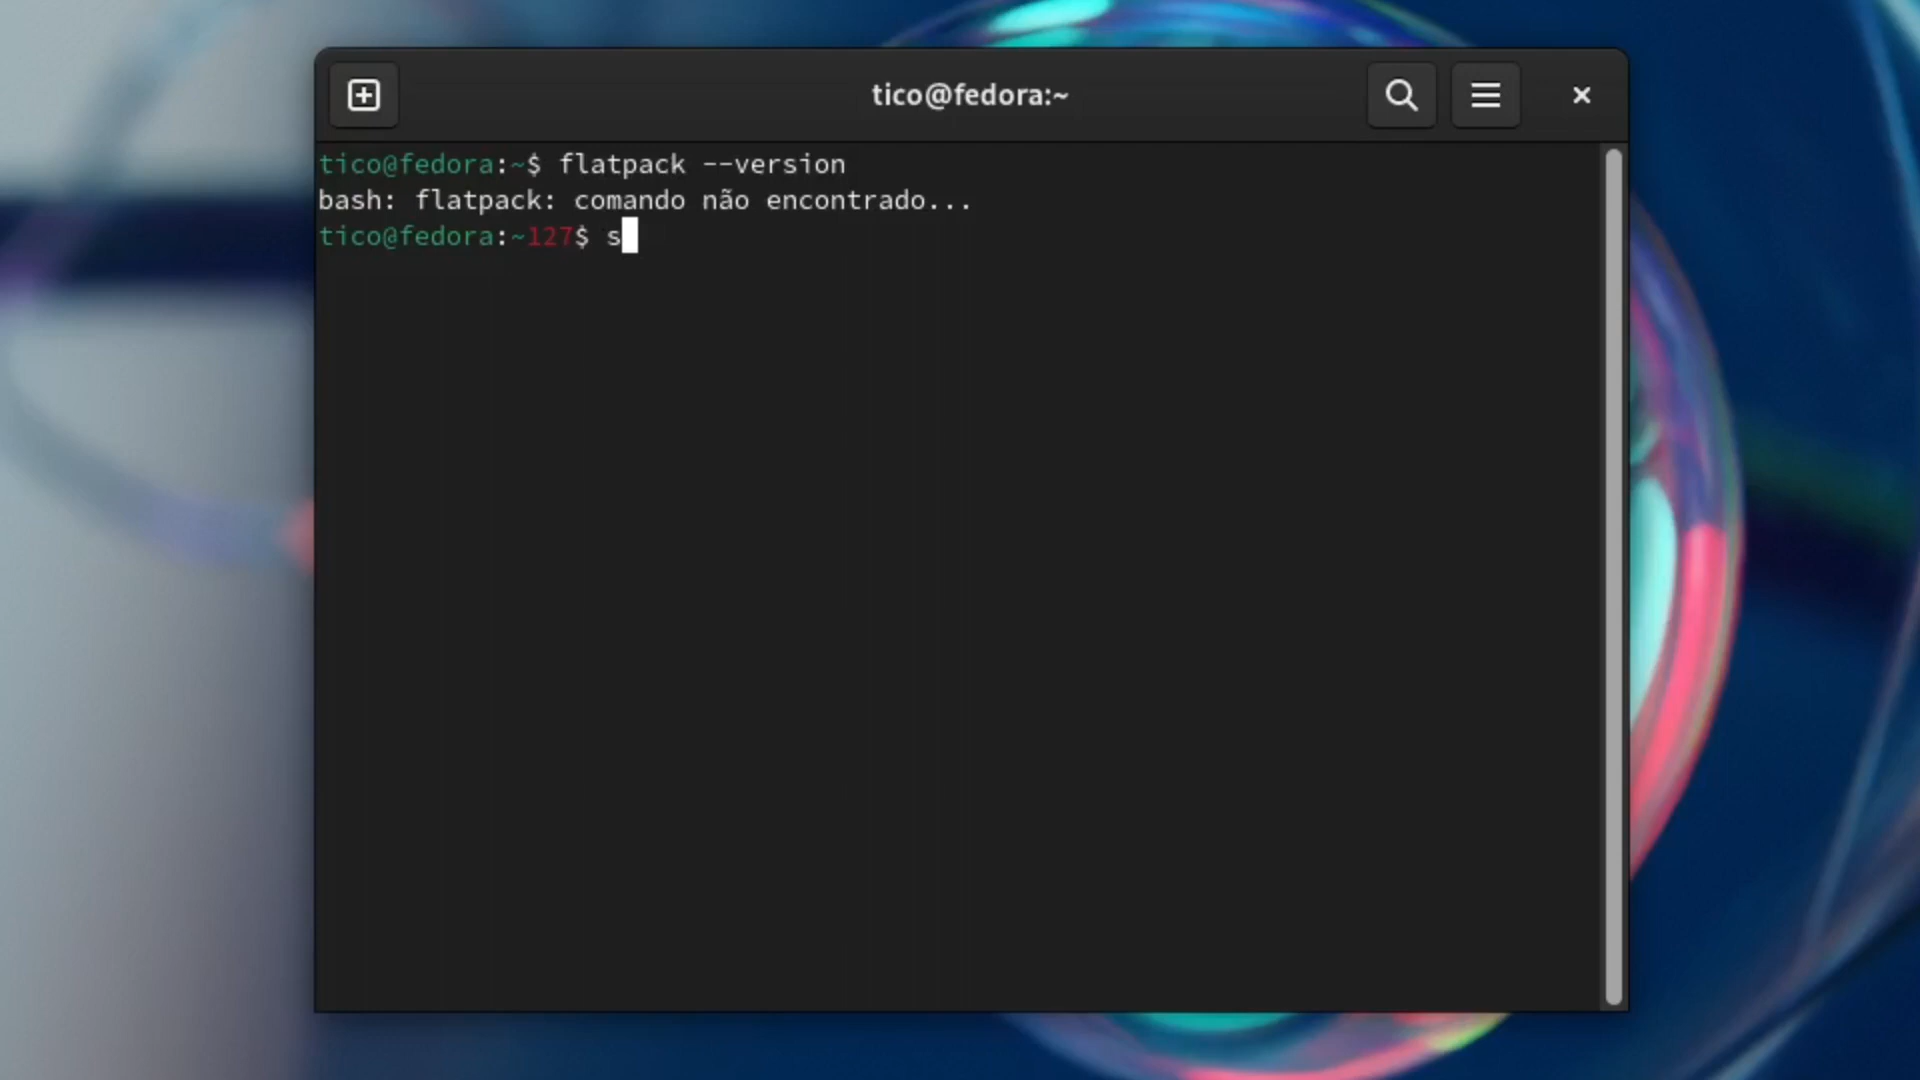 tico@fedora:~
tico@fedora:~$ flatpack --version
bash: flatpack: comando não encontrado...
tico@fedora:~127$ s